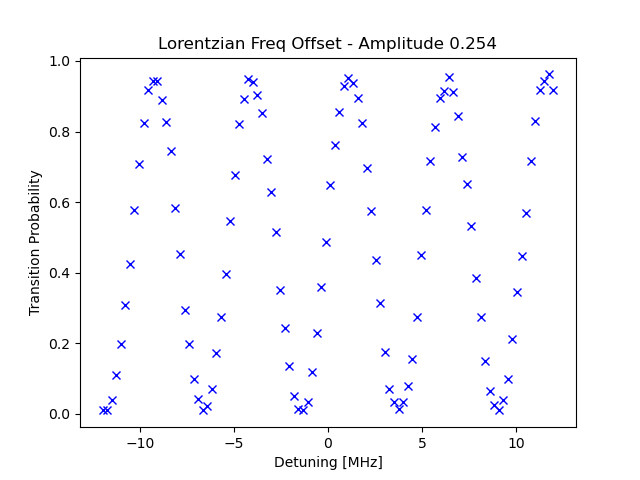 Lorentzian Freq Offset - Amplitude 0.254
1.0
0.8
0.6
0.4
0.2
0.0
Transition Probability
−10 −5 0 5 10
Detuning [MHz]